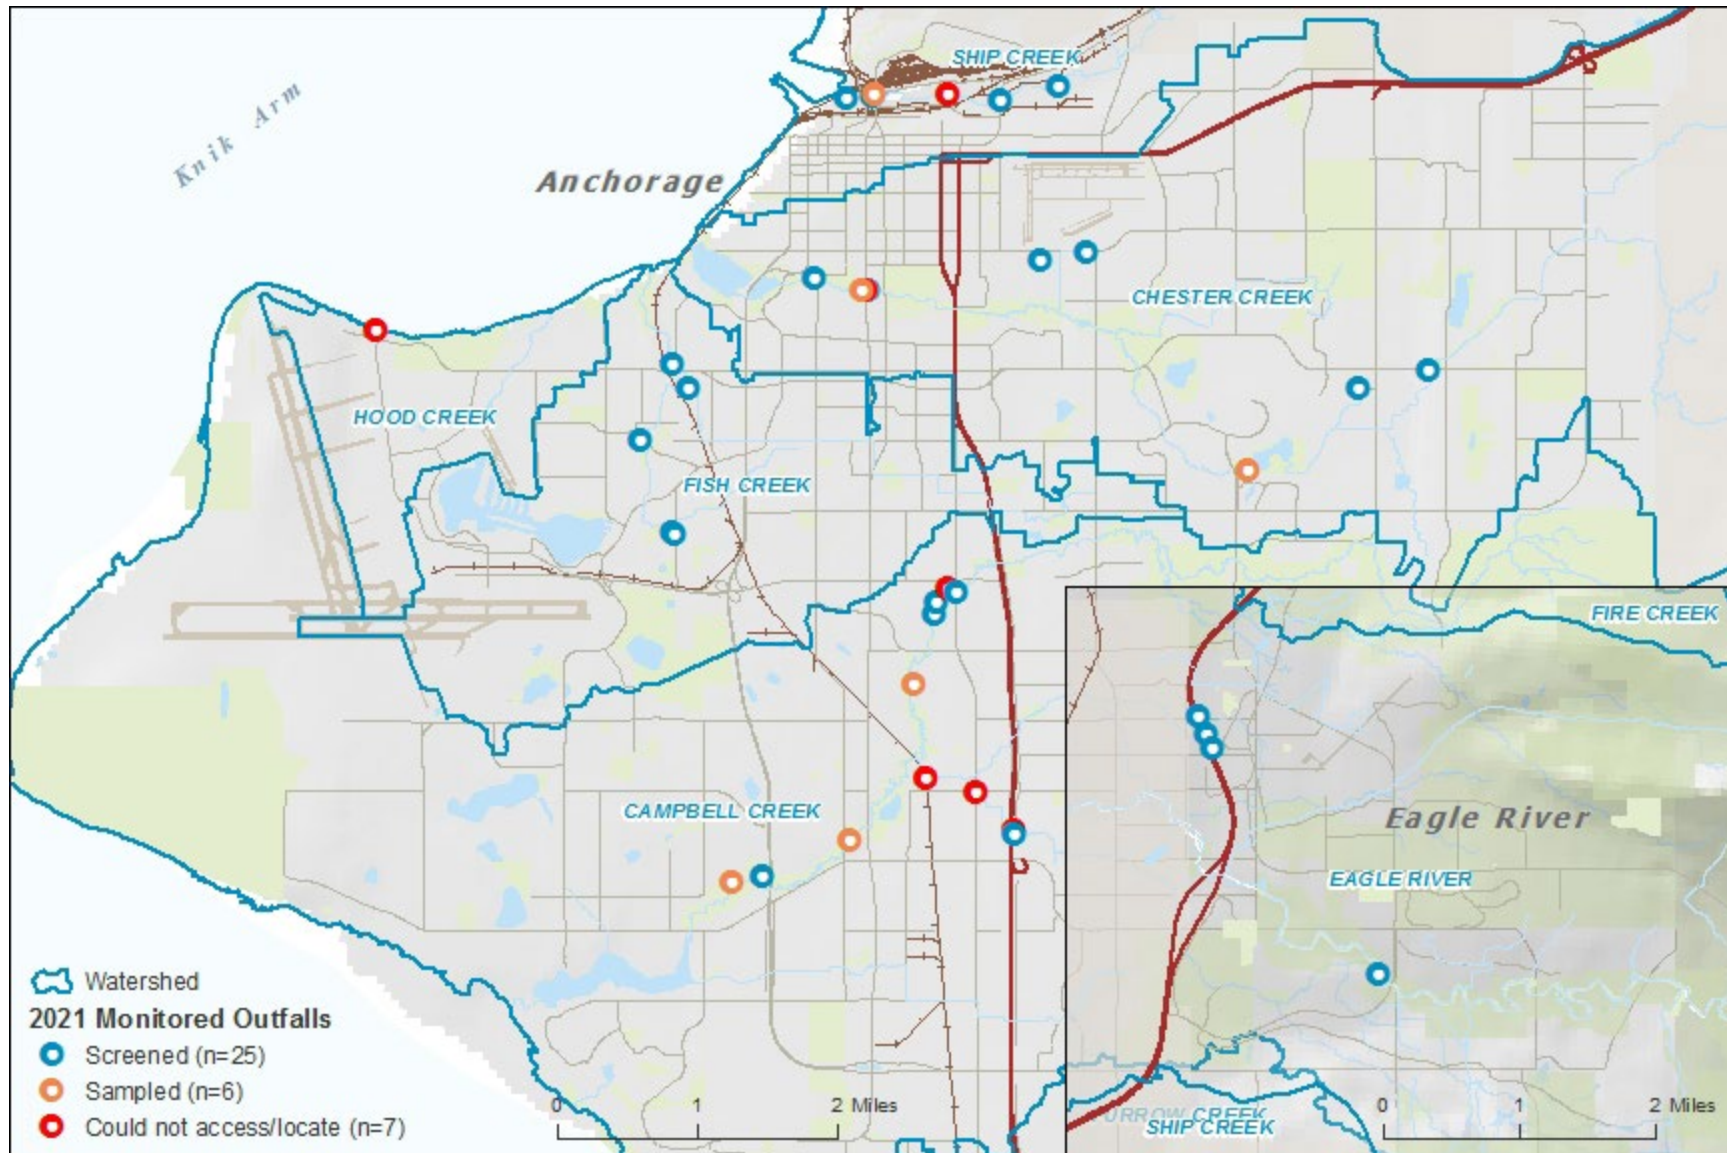 SHIP CREEK
Knik Arm
Anchorage
CHESTER CREEK
HOOD CREEK
FISH CREEK
FIRE CREEK
CAMPBELL CREEK
Eagle River
EAGLE RIVER
Watershed
2021 Monitored Outfalls
Screened (n=25)
Sampled (n=6)
Could not access/locate (n=7)
0 1 2 Miles
0 1 2 Miles
URROW CREEK
SHIP CREEK